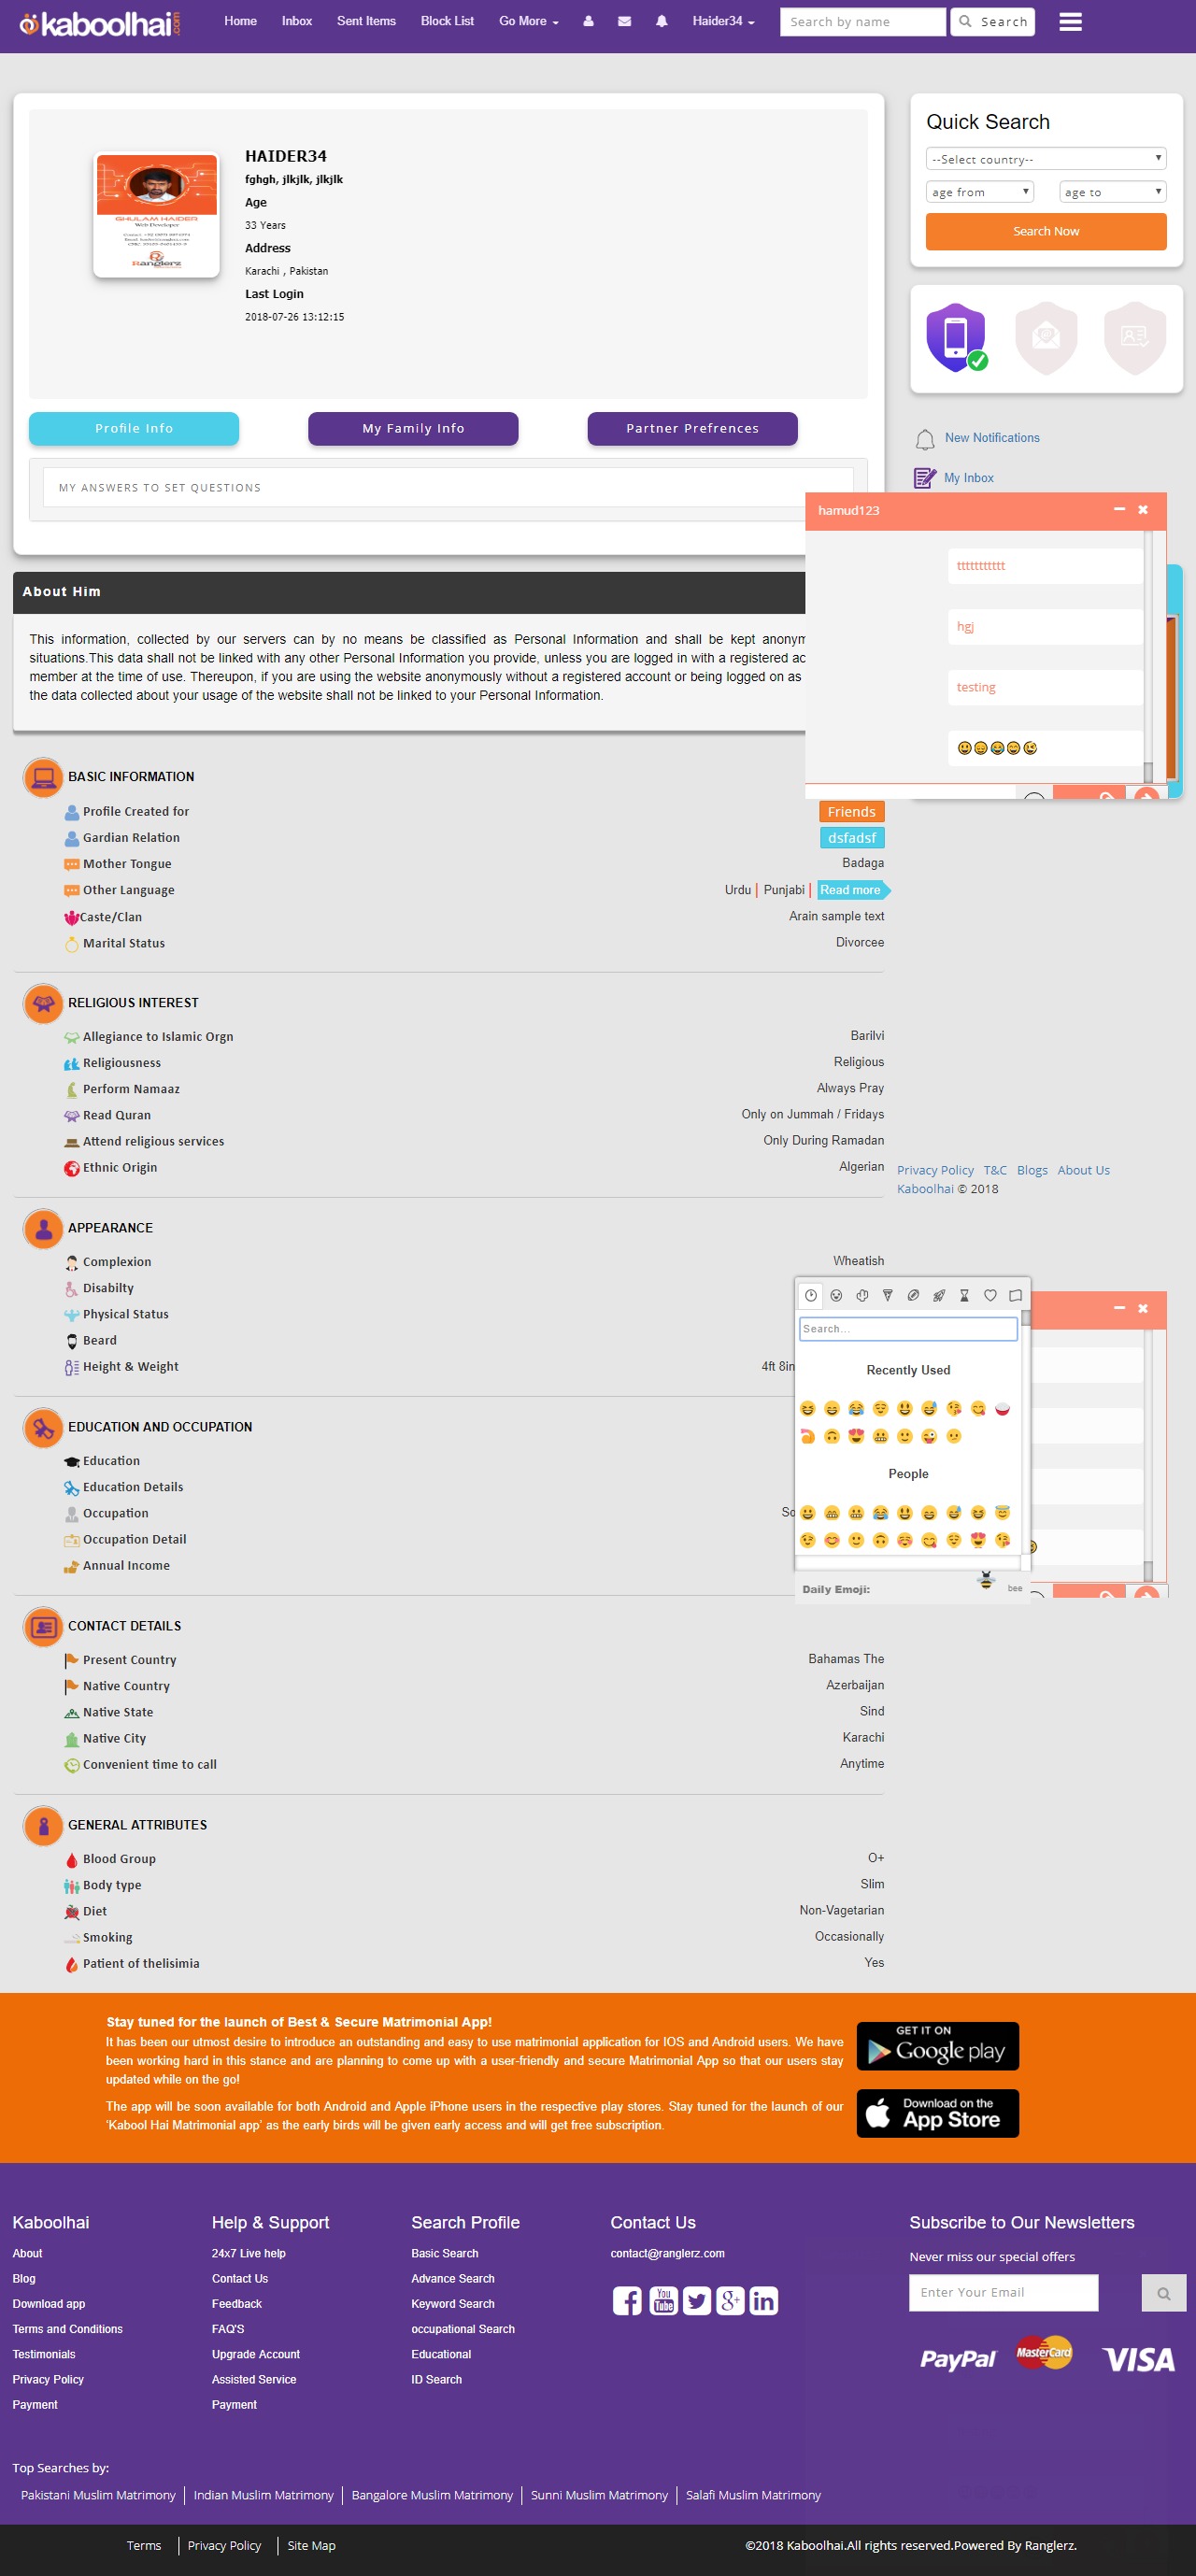 kaboolhai.com
Home Inbox Sent Items Block List Go More Haider34 Search by name Search
HAIDER34
fghgh, jlkjlk, jlkjlk
Age
33 Years
Address
Karachi , Pakistan
Last Login
2018-07-26 13:12:15
GHULAM HAIDER
Web Developer
Ranglerz
Profile Info My Family Info Partner Prefrences
MY ANSWERS TO SET QUESTIONS
Quick Search
--Select country--
age from age to
Search Now
New Notifications
My Inbox
hamud123
ttttttttttt
hgj
testing
😃😄😂😄😉
About Him
This information, collected by our servers can by no means be classified as Personal Information and shall be kept anonym
situations.This data shall not be linked with any other Personal Information you provide, unless you are logged in with a registered ac
member at the time of use. Thereupon, if you are using the website anonymously without a registered account or being logged on as
the data collected about your usage of the website shall not be linked to your Personal Information.
BASIC INFORMATION
Profile Created for Friends
Gardian Relation dsfadsf
Mother Tongue Badaga
Other Language Urdu | Punjabi | Read more
Caste/Clan Arain sample text
Marital Status Divorcee
RELIGIOUS INTEREST
Allegiance to Islamic Orgn Barilvi
Religiousness Religious
Perform Namaaz Always Pray
Read Quran Only on Jummah / Fridays
Attend religious services Only During Ramadan
Ethnic Origin Algerian
Privacy Policy T&C Blogs About Us
Kaboolhai © 2018
APPEARANCE
Complexion Wheatish
Disabilty
Physical Status
Beard
Height & Weight 4ft 8in
Search...
Recently Used
People
Daily Emoji: bee
EDUCATION AND OCCUPATION
Education
Education Details
Occupation So
Occupation Detail
Annual Income
CONTACT DETAILS
Present Country Bahamas The
Native Country Azerbaijan
Native State Sind
Native City Karachi
Convenient time to call Anytime
GENERAL ATTRIBUTES
Blood Group O+
Body type Slim
Diet Non-Vagetarian
Smoking Occasionally
Patient of thelisimia Yes
Stay tuned for the launch of Best & Secure Matrimonial App!
It has been our utmost desire to introduce an outstanding and easy to use matrimonial application for IOS and Android users. We have
been working hard in this stance and are planning to come up with a user-friendly and secure Matrimonial App so that our users stay
updated while on the go!
The app will be soon available for both Android and Apple iPhone users in the respective play stores. Stay tuned for the launch of our
‘Kabool Hai Matrimonial app’ as the early birds will be given early access and will get free subscription.
GET IT ON
Google play
Download on the
App Store
Kaboolhai
About
Blog
Download app
Terms and Conditions
Testimonials
Privacy Policy
Payment
Help & Support
24x7 Live help
Contact Us
Feedback
FAQ'S
Upgrade Account
Assisted Service
Payment
Search Profile
Basic Search
Advance Search
Keyword Search
occupational Search
Educational
ID Search
Contact Us
contact@ranglerz.com
You
Tube
Subscribe to Our Newsletters
Never miss our special offers
Enter Your Email
PayPal MasterCard VISA
Top Searches by:
Pakistani Muslim Matrimony Indian Muslim Matrimony Bangalore Muslim Matrimony Sunni Muslim Matrimony Salafi Muslim Matrimony
Terms Privacy Policy Site Map ©2018 Kaboolhai.All rights reserved.Powered By Ranglerz.